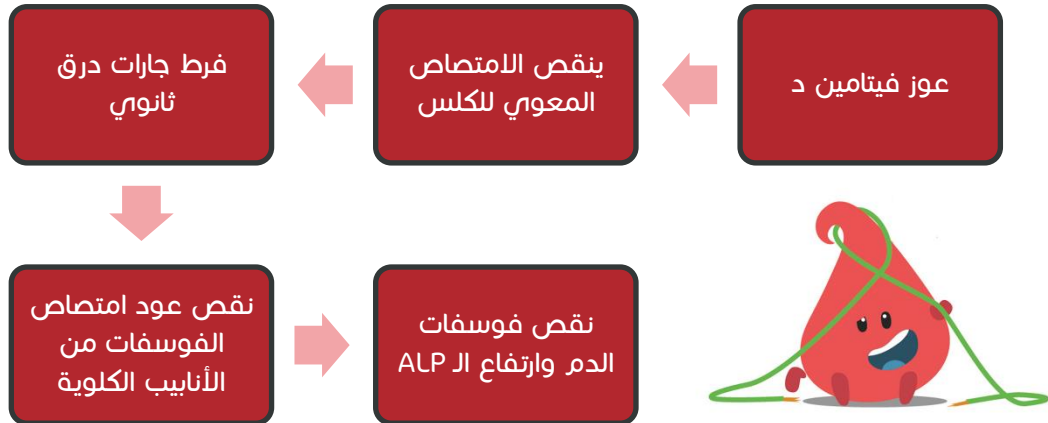 عوز فيتامين د
ينقص الامتصاص
المعوي للكلس
فرط جارات درق
ثانوي
نقص عود امتصاص
الفوسفات من
الأنابيب الكلوية
نقص فوسفات
الدم وارتفاع الـ ALP